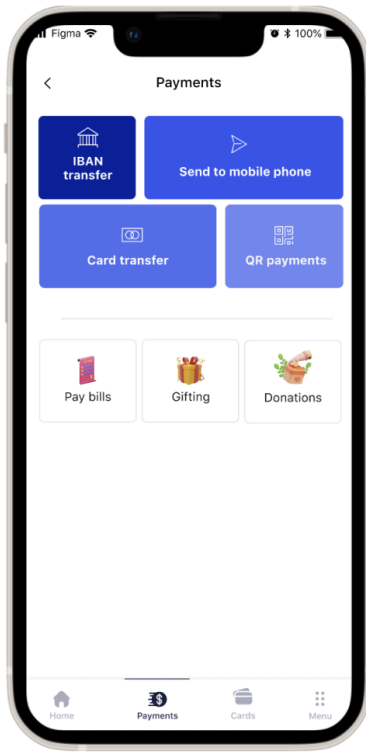 Figma 100%
Payments
IBAN
transfer
Send to mobile phone
Card transfer
QR payments
Pay bills
Gifting
Donations
Home
Payments
Cards
Menu